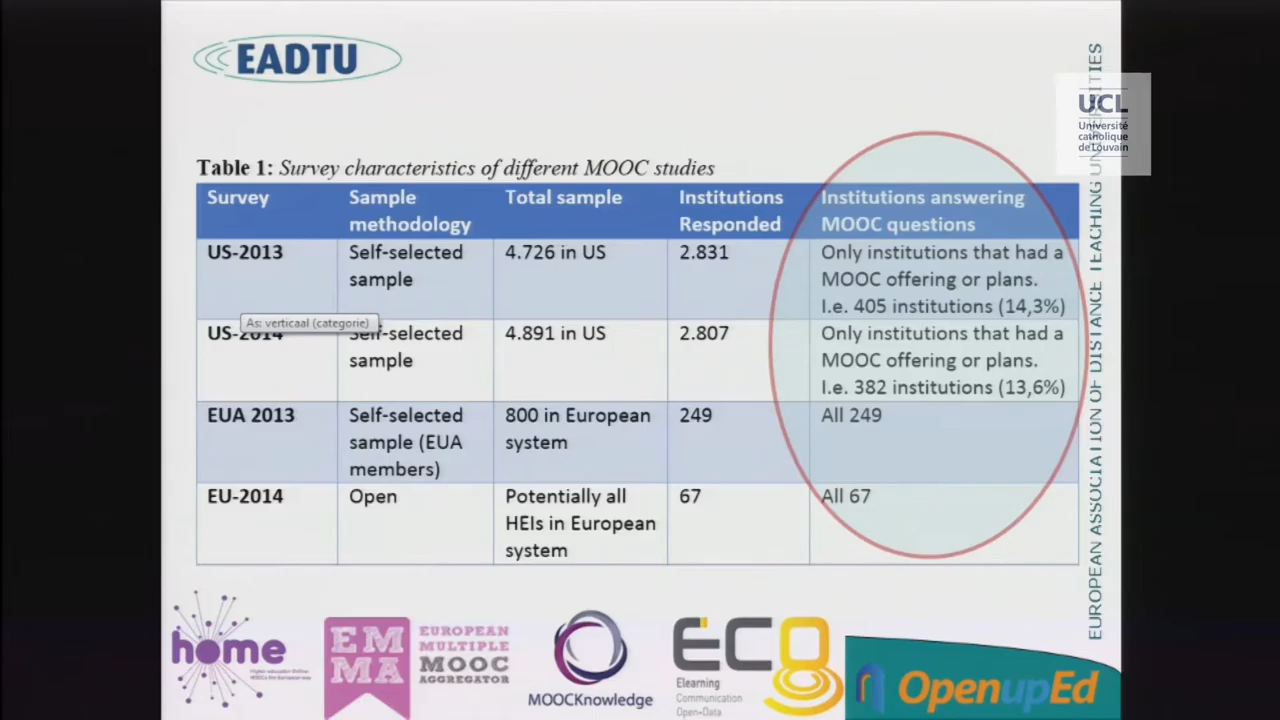 EADTU
UCL
Université
catholique
de Louvain
EUROPEAN ASSOCIATION OF DISTANCE TEACHING UNIVERSITIES
Table 1: Survey characteristics of different MOOC studies
Survey
Sample
methodology
Total sample
Institutions
Responded
Institutions answering
MOOC questions
US-2013
Self-selected
sample
4.726 in US
2.831
Only institutions that had a
MOOC offering or plans.
I.e. 405 institutions (14,3%)
As: verticaal (categorie)
US-2014
Self-selected
sample
4.891 in US
2.807
Only institutions that had a
MOOC offering or plans.
I.e. 382 institutions (13,6%)
EUA 2013
Self-selected
sample (EUA
members)
800 in European
system
249
All 249
EU-2014
Open
Potentially all
HEIs in European
system
67
All 67
home
EM
MA
EUROPEAN
MULTIPLE
MOOC
AGGREGATOR
MOOCKnowledge
ECO
Elearning
Communication
Open-Data
OpenupEd